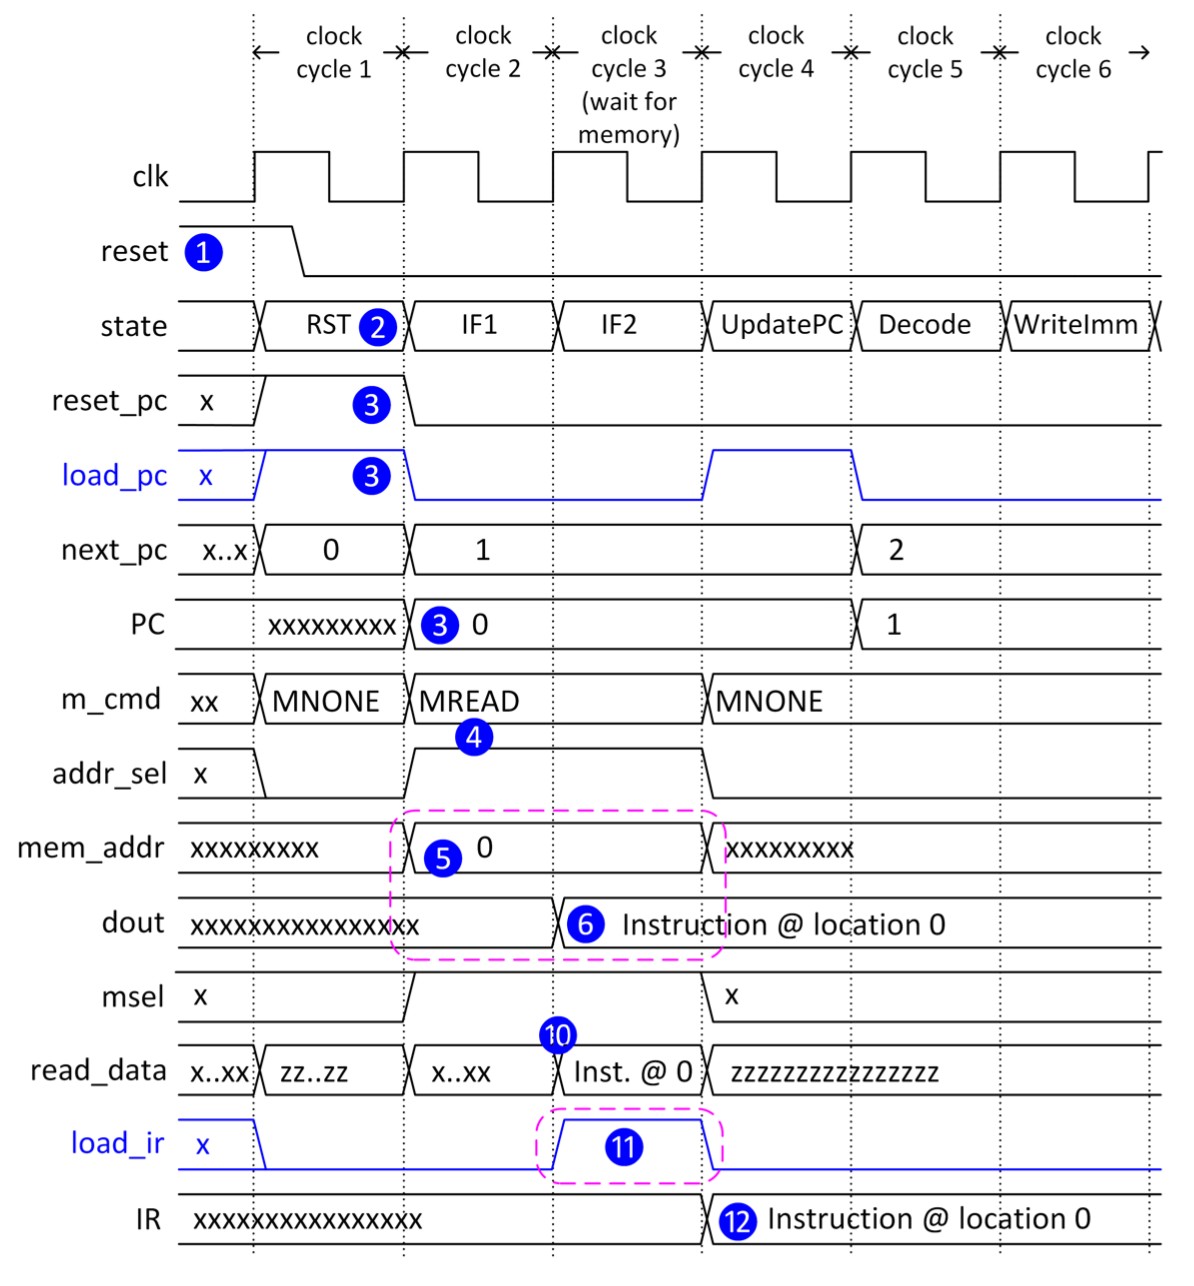 clock cycle 1
clock cycle 2
clock cycle 3 (wait for memory)
clock cycle 4
clock cycle 5
clock cycle 6
clk
reset 1
state RST 2 IF1 IF2 UpdatePC Decode WriteImm
reset_pc x 3
load_pc x 3
next_pc x..x 0 1 2
PC xxxxxxxxx 3 0 1
m_cmd xx MNONE MREAD MNONE
4
addr_sel x
mem_addr xxxxxxxxx 5 0 xxxxxxxxx
dout xxxxxxxxxxxxxxxx 6 Instruction @ location 0
msel x x
10
read_data x..xx zz..zz x..xx Inst. @ 0 zzzzzzzzzzzzzzzz
load_ir x 11
IR xxxxxxxxxxxxxxxx 12 Instruction @ location 0